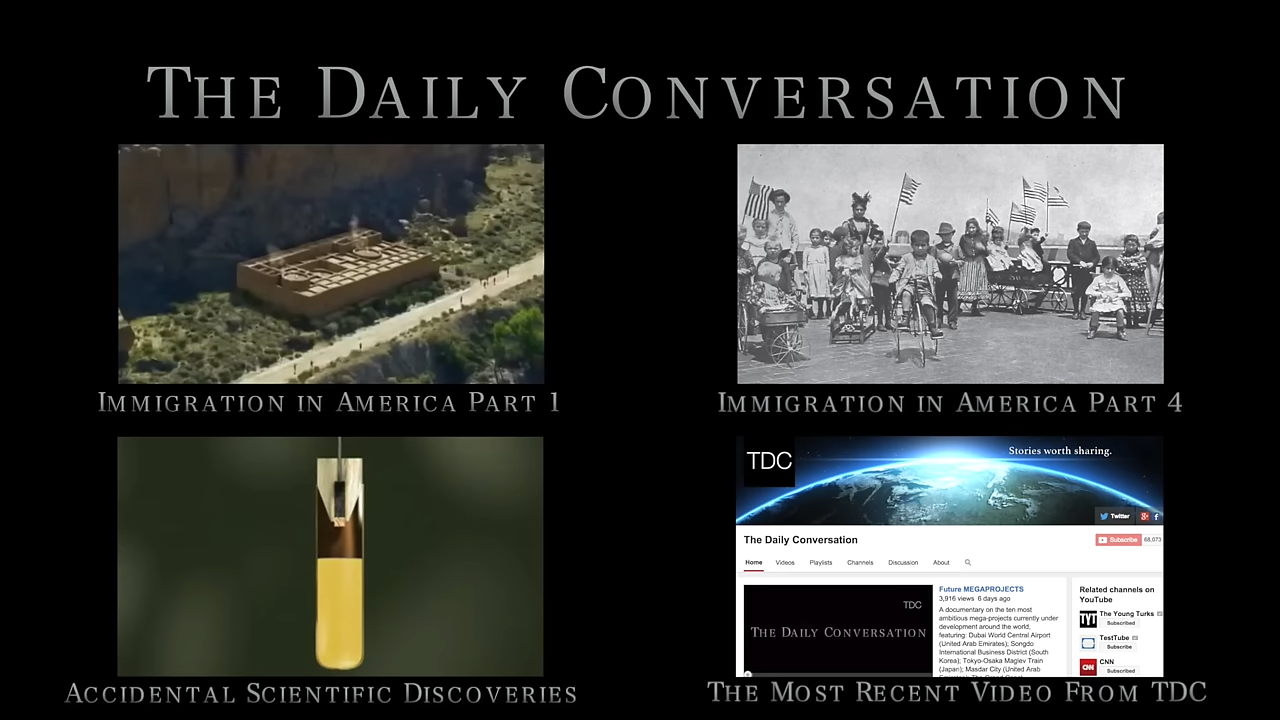 THE DAILY CONVERSATION
IMMIGRATION IN AMERICA PART 1
IMMIGRATION IN AMERICA PART 4
ACCIDENTAL SCIENTIFIC DISCOVERIES
TDC
Stories worth sharing.
Twitter
The Daily Conversation
Subscribe 68,073
Home Videos Playlists Channels Discussion About
TDC
THE DAILY CONVERSATION
Future MEGAPROJECTS
3,916 views 6 days ago
A documentary on the ten most
ambitious mega-projects currently under
development around the world,
featuring: Dubai World Central Airport
(United Arab Emirates); Songdo
International Business District (South
Korea); Tokyo-Osaka Maglev Train
(Japan); Masdar City (United Arab
Related channels on
YouTube
TYT
The Young Turks
Subscribed
TestTube
Subscribe
CNN
CNN
Subscribed
THE MOST RECENT VIDEO FROM TDC